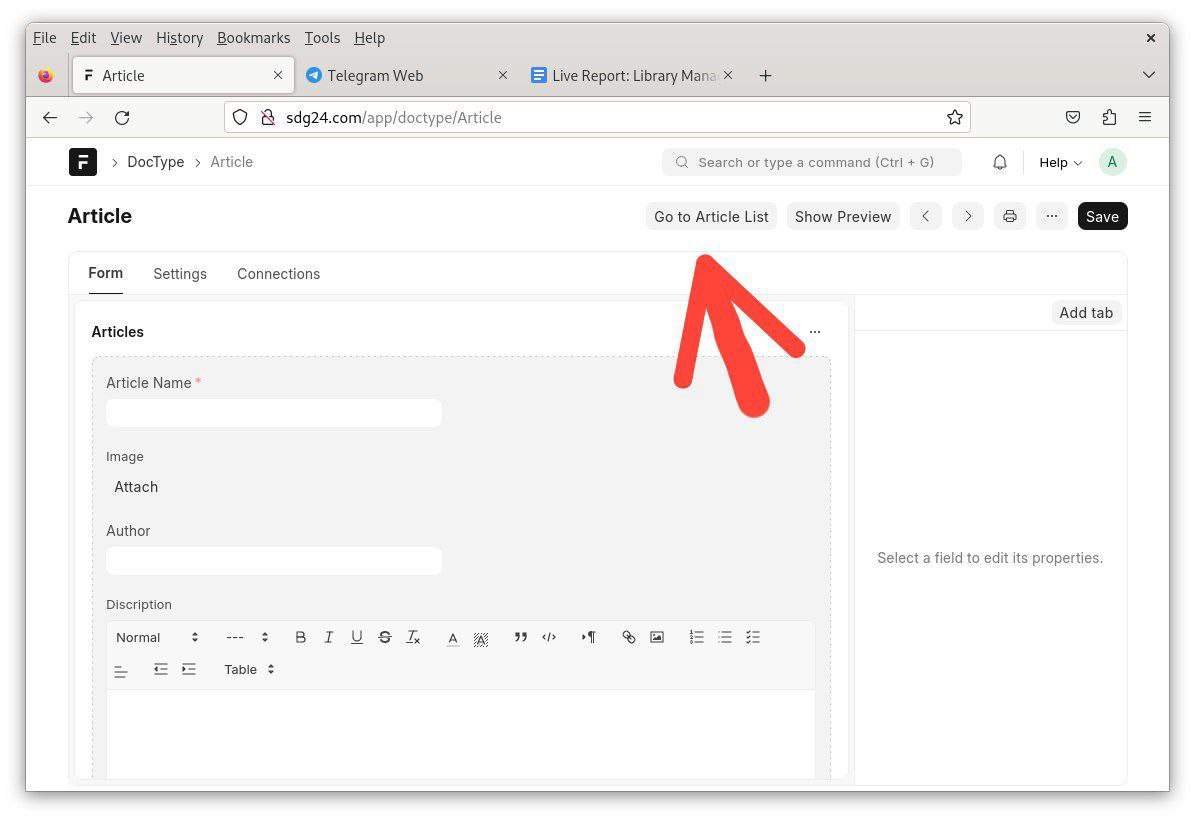 File Edit View History Bookmarks Tools Help
Article Telegram Web Live Report: Library Mana
sdg24.com/app/doctype/Article
F DocType Article Search or type a command (Ctrl + G) Help A
Article Go to Article List Show Preview ... Save
Form Settings Connections
Add tab
Articles ...
Article Name *
Image
Attach
Author
Select a field to edit its properties.
Discription
Normal --- B I U S Tx A A
Table